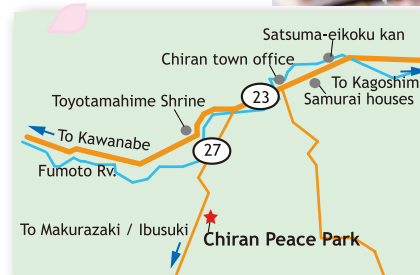 Satsuma-eikoku kan
Chiran town office
To Kagoshim
Samurai houses
23
Toyotamahime Shrine
To Kawanabe
27
Fumoto Rv.
To Makurazaki / Ibusuki
Chiran Peace Park